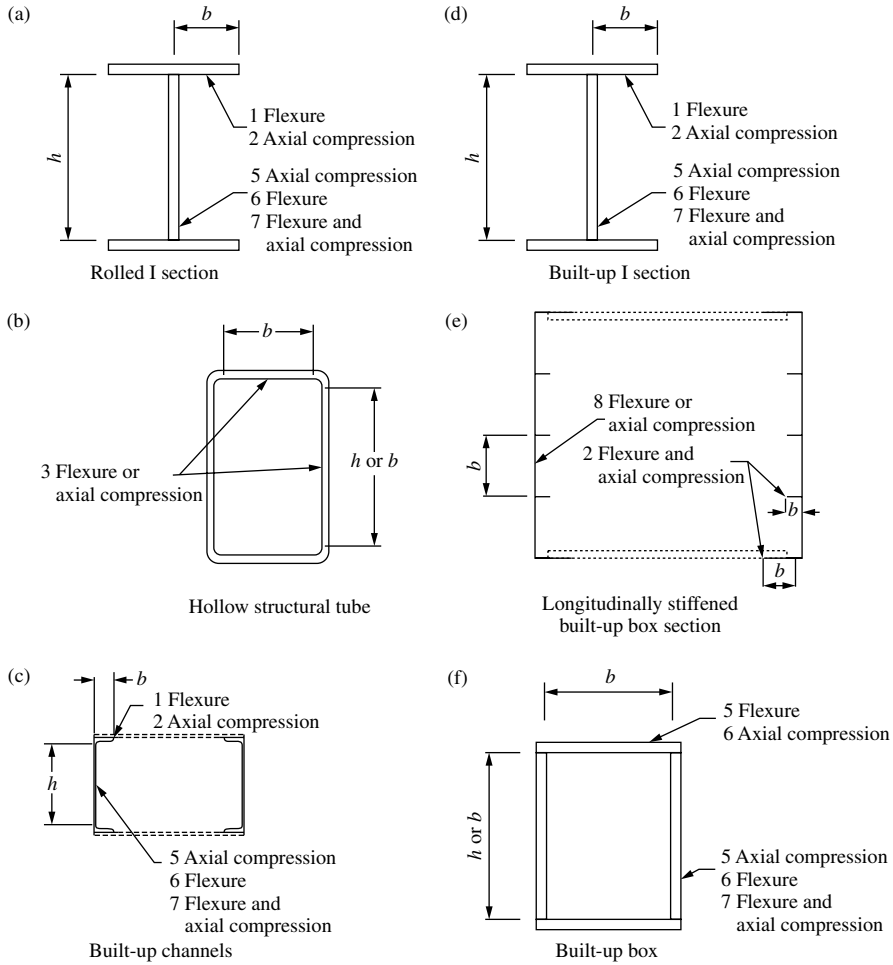 (a)
b
h
1 Flexure
2 Axial compression
5 Axial compression
6 Flexure
7 Flexure and
axial compression
Rolled I section
(d)
b
h
1 Flexure
2 Axial compression
5 Axial compression
6 Flexure
7 Flexure and
axial compression
Built-up I section
(b)
b
3 Flexure or
axial compression
h or b
Hollow structural tube
(e)
8 Flexure or
axial compression
2 Flexure and
axial compression
b
b
b
Longitudinally stiffened
built-up box section
(c)
b
1 Flexure
2 Axial compression
h
5 Axial compression
6 Flexure
7 Flexure and
axial compression
Built-up channels
(f)
b
5 Flexure
6 Axial compression
h or b
5 Axial compression
6 Flexure
7 Flexure and
axial compression
Built-up box